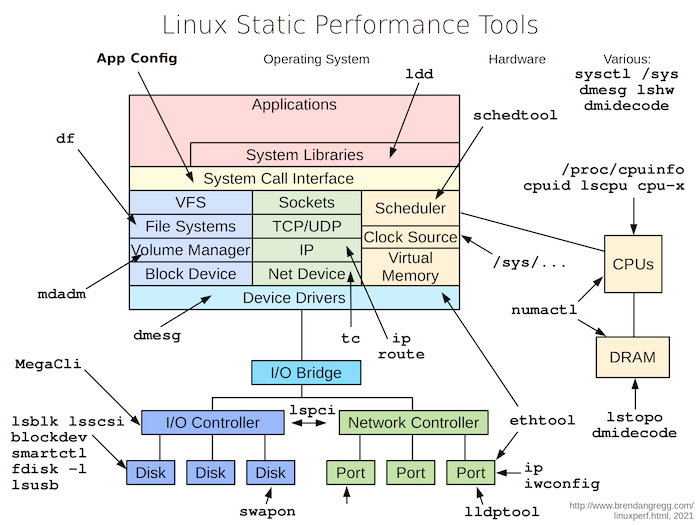 Linux Static Performance Tools
App Config
Operating System
Hardware
Various:
sysctl /sys
dmesg lshw
dmidecode
ldd
schedtool
Applications
System Libraries
System Call Interface
df
VFS
Sockets
Scheduler
File Systems
TCP/UDP
Clock Source
Volume Manager
IP
Virtual
Memory
Block Device
Net Device
Device Drivers
/proc/cpuinfo
cpuid lscpu cpu-x
CPUs
/sys/...
mdadm
numactl
dmesg
tc
ip
route
DRAM
MegaCli
I/O Bridge
lstopo
dmidecode
I/O Controller
lspci
Network Controller
ethtool
lsblk lsscsi
blockdev
smartctl
fdisk -l
lsusb
Disk
Disk
Disk
Port
Port
Port
ip
iwconfig
swapon
lldptool
http://www.brendangregg.com/
linuxperf.html, 2021